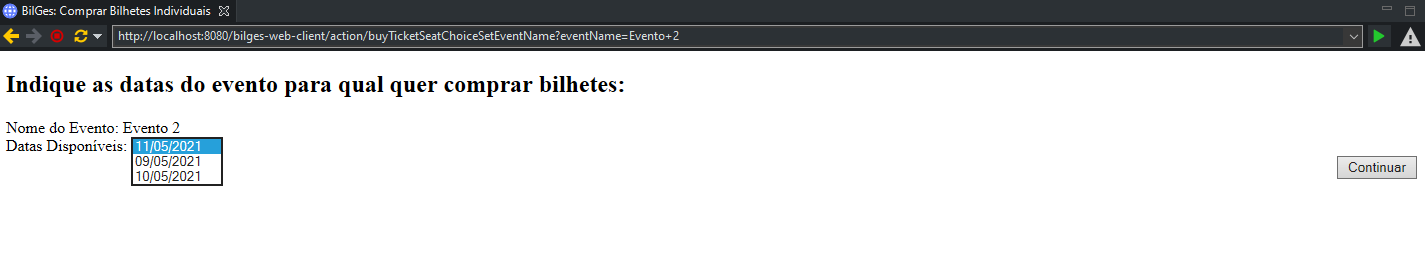 BilGes: Comprar Bilhetes Individuais
http://localhost:8080/bilges-web-client/action/buyTicketSeatChoiceSetEventName?eventName=Evento+2
Indique as datas do evento para qual quer comprar bilhetes:
Nome do Evento: Evento 2
Datas Disponíveis: 11/05/2021
09/05/2021
10/05/2021
Continuar